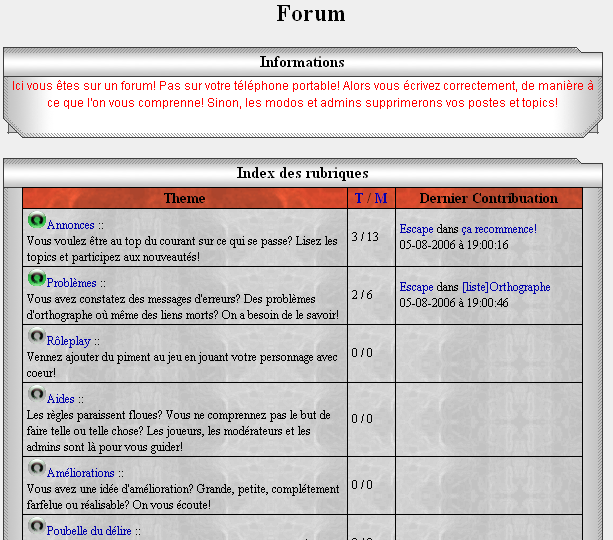 Forum
Informations
Ici vous êtes sur un forum! Pas sur votre téléphone portable! Alors vous écrivez correctement, de manière à
ce que l'on vous comprenne! Sinon, les modos et admins supprimerons vos postes et topics!
Index des rubriques
Theme T / M Dernier Contribuation
Annonces ::
Vous voulez être au top du courant sur ce qui se passe? Lisez les
topics et participez aux nouveautés!
3 / 13
Escape dans ça recommence!
05-08-2006 à 19:00:16
Problèmes ::
Vous avez constatez des messages d'erreurs? Des problèmes
d'orthographe où même des liens morts? On a besoin de le savoir!
2 / 6
Escape dans [liste]Orthographe
05-08-2006 à 19:00:46
Rôleplay ::
Vennez ajouter du piment au jeu en jouant votre personnage avec
coeur!
0 / 0
Aides ::
Les règles paraissent floues? Vous ne comprennez pas le but de
faire telle ou telle chose? Les joueurs, les modérateurs et les
admins sont là pour vous guider!
0 / 0
Améliorations ::
Vous avez une idée d'amélioration? Grande, petite, complétement
farfelue ou réalisable? On vous écoute!
0 / 0
Poubelle du délire ::